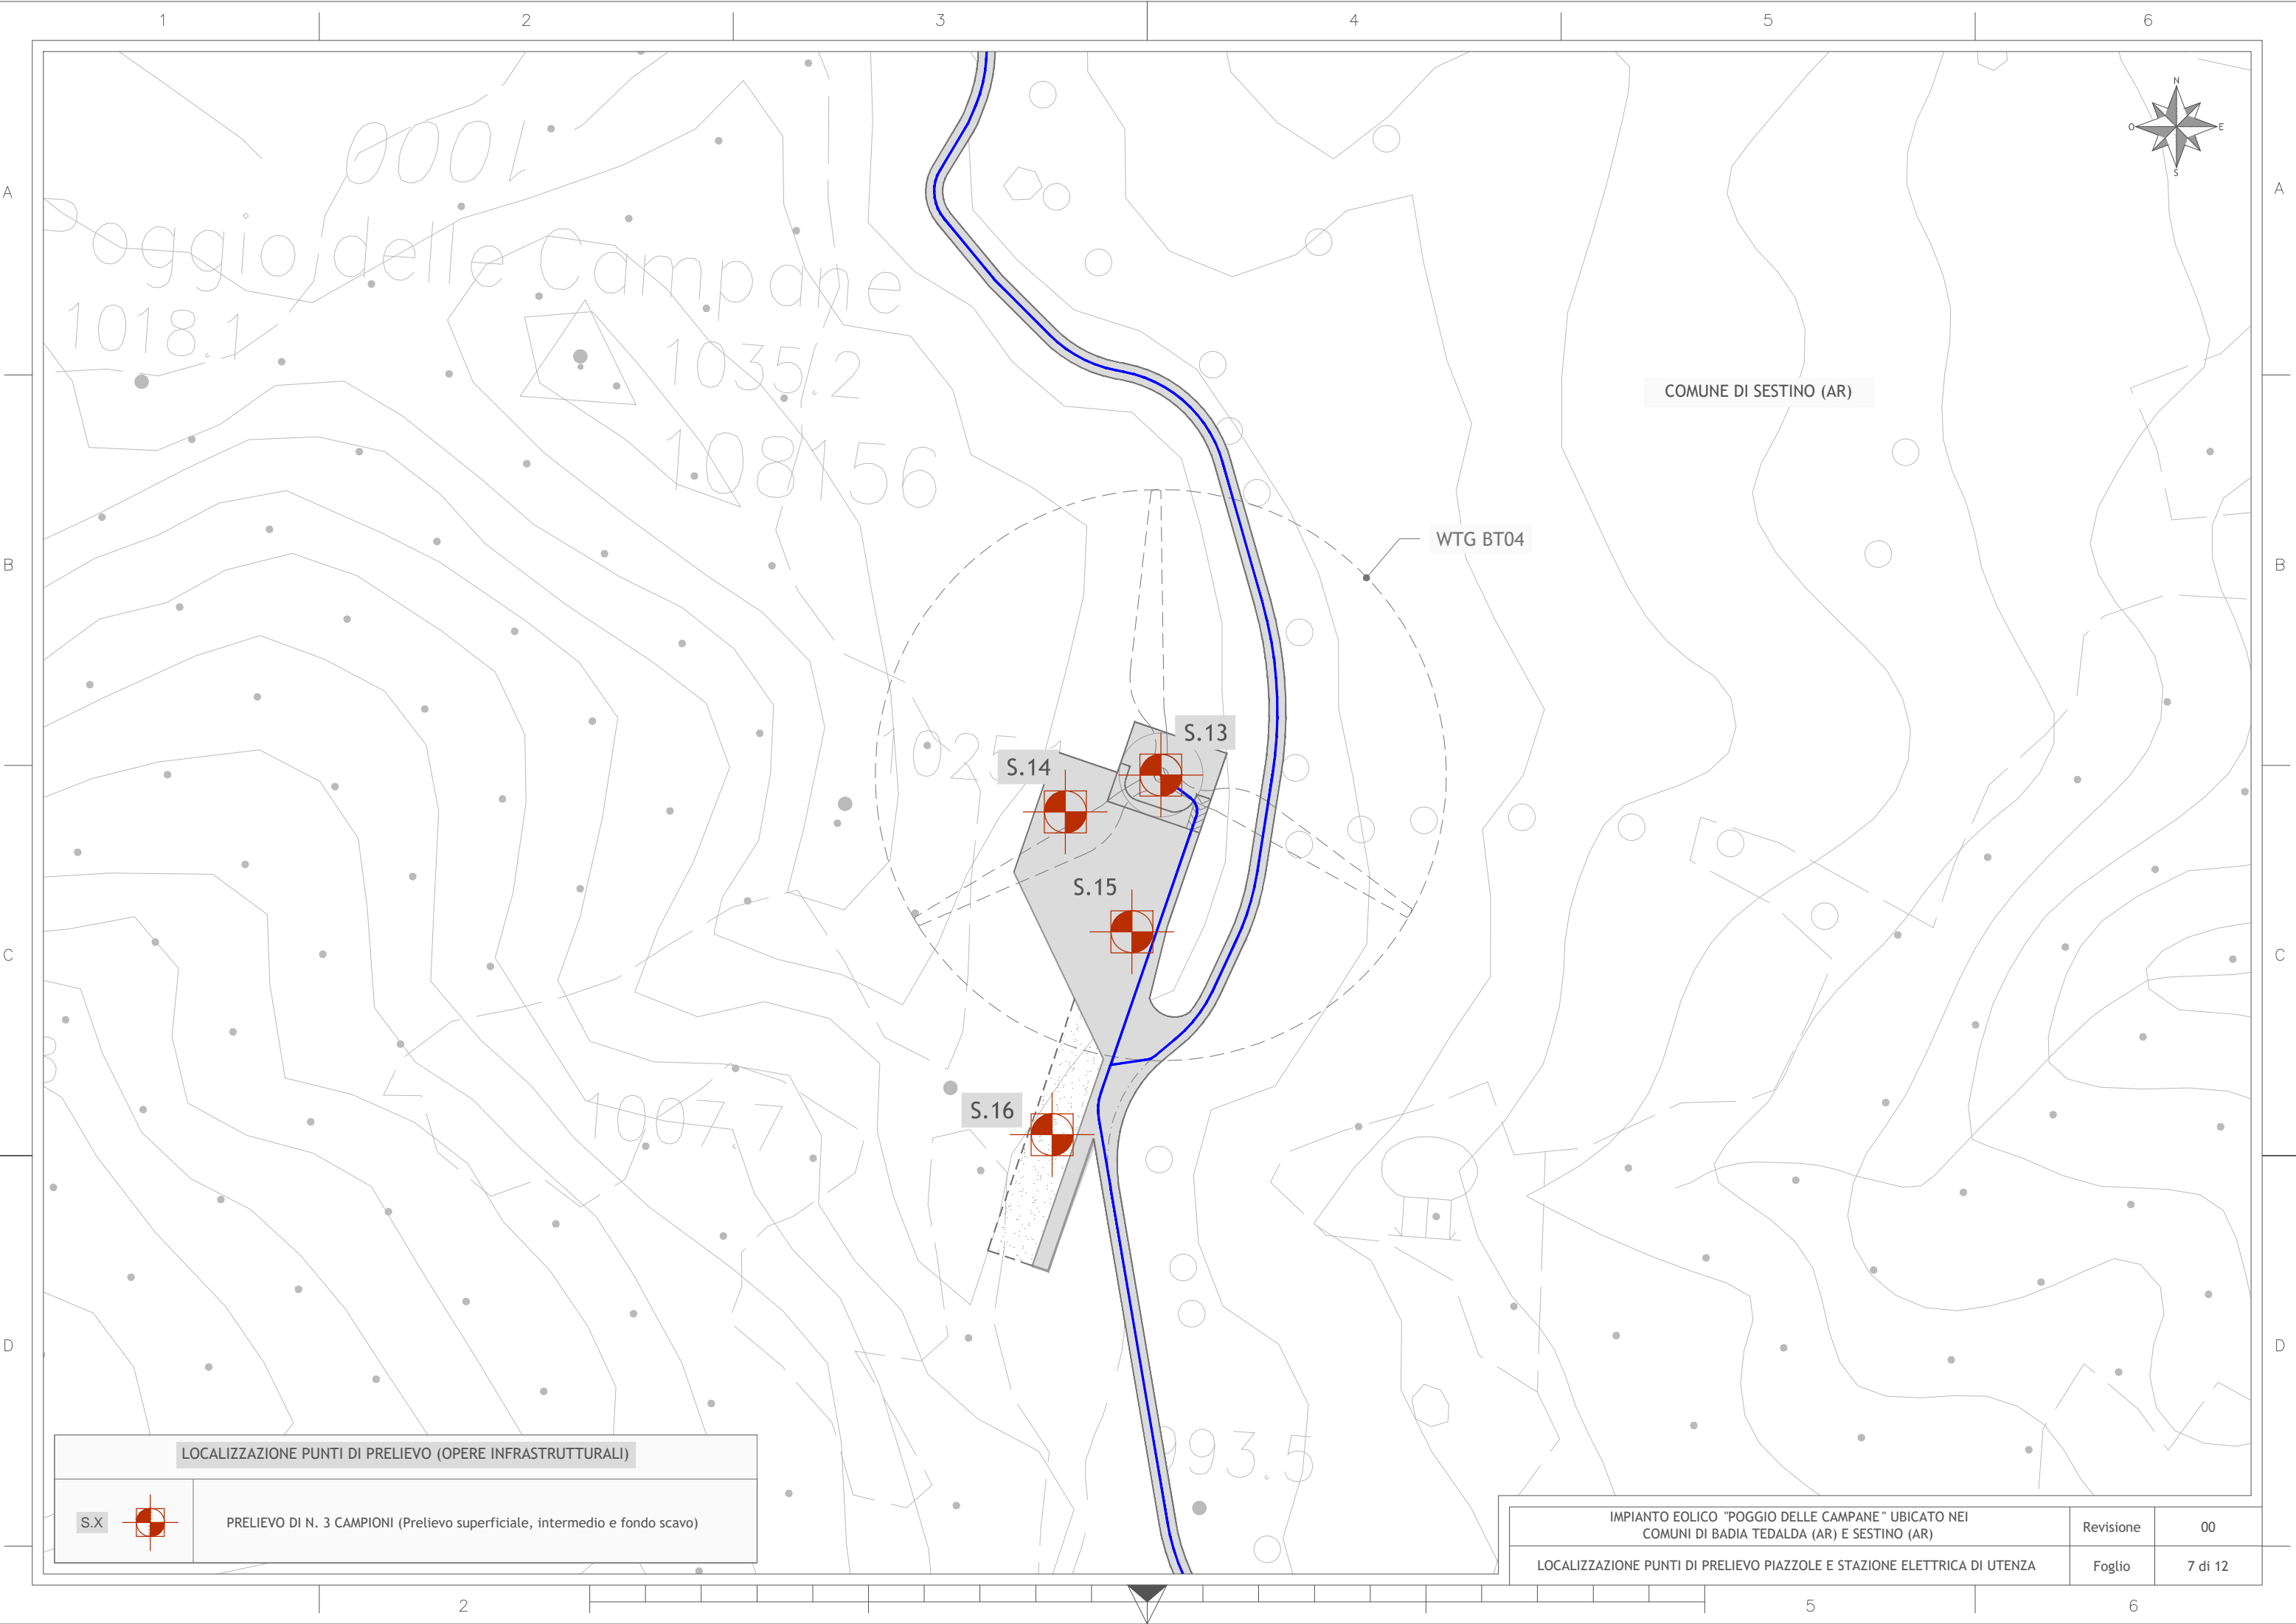 1 2 3 4 5 6
N
O E
S
A A
1000
Poggio delle Campane
1018.1
1035,2
108156
COMUNE DI SESTINO (AR)
WTG BT04
B B
S.13
S.14
S.15
C C
S.16
1007.7
D D
993.5
LOCALIZZAZIONE PUNTI DI PRELIEVO (OPERE INFRASTRUTTURALI)
S.X
PRELIEVO DI N. 3 CAMPIONI (Prelievo superficiale, intermedio e fondo scavo)
IMPIANTO EOLICO "POGGIO DELLE CAMPANE" UBICATO NEI
COMUNI DI BADIA TEDALDA (AR) E SESTINO (AR)
Revisione 00
LOCALIZZAZIONE PUNTI DI PRELIEVO PIAZZOLE E STAZIONE ELETTRICA DI UTENZA
Foglio 7 di 12
2 5 6